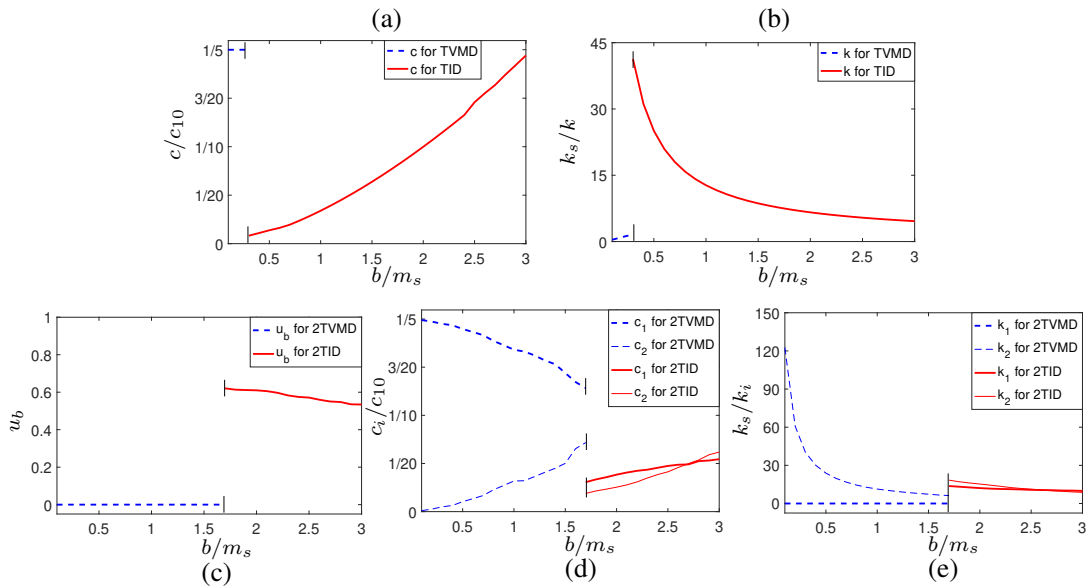 (a)
c/c₁₀
1/5
3/20
1/10
1/20
0
c for TVMD
c for TID
0.5 1 1.5 2 2.5 3
b/mₛ
(b)
kₛ/k
45
30
15
0
k for TVMD
k for TID
0.5 1 1.5 2 2.5 3
b/mₛ
u_b
1
0.8
0.6
0.4
0.2
0
u_b for 2TVMD
u_b for 2TID
0.5 1 1.5 2 2.5 3
b/mₛ
(c)
cᵢ/c₁₀
1/5
3/20
1/10
1/20
0
c₁ for 2TVMD
c₂ for 2TVMD
c₁ for 2TID
c₂ for 2TID
0.5 1 1.5 2 2.5 3
b/mₛ
(d)
kₛ/kᵢ
150
120
90
60
30
0
k₁ for 2TVMD
k₂ for 2TVMD
k₁ for 2TID
k₂ for 2TID
0.5 1 1.5 2 2.5 3
b/mₛ
(e)